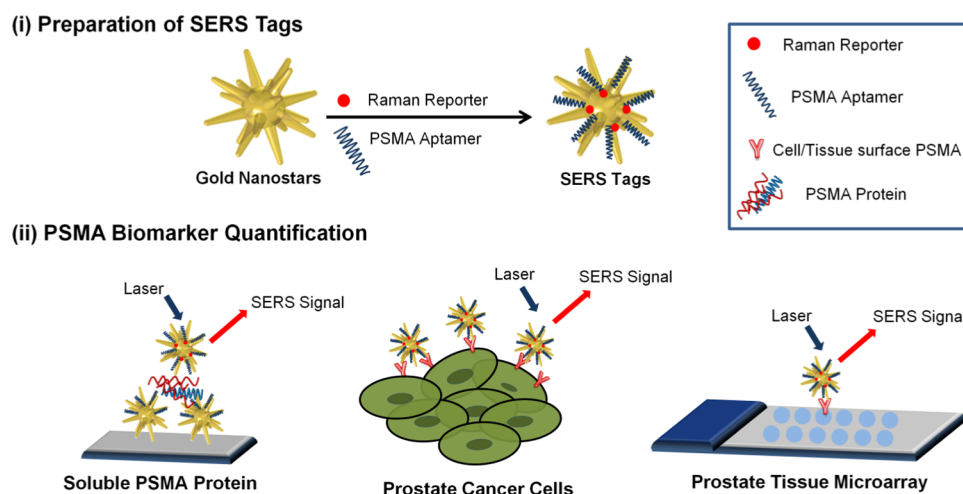 (i) Preparation of SERS Tags
Raman Reporter
PSMA Aptamer
Gold Nanostars
SERS Tags
Raman Reporter
PSMA Aptamer
Cell/Tissue surface PSMA
PSMA Protein
(ii) PSMA Biomarker Quantification
Laser
SERS Signal
Soluble PSMA Protein
Laser
SERS Signal
Prostate Cancer Cells
Laser
SERS Signal
Prostate Tissue Microarray